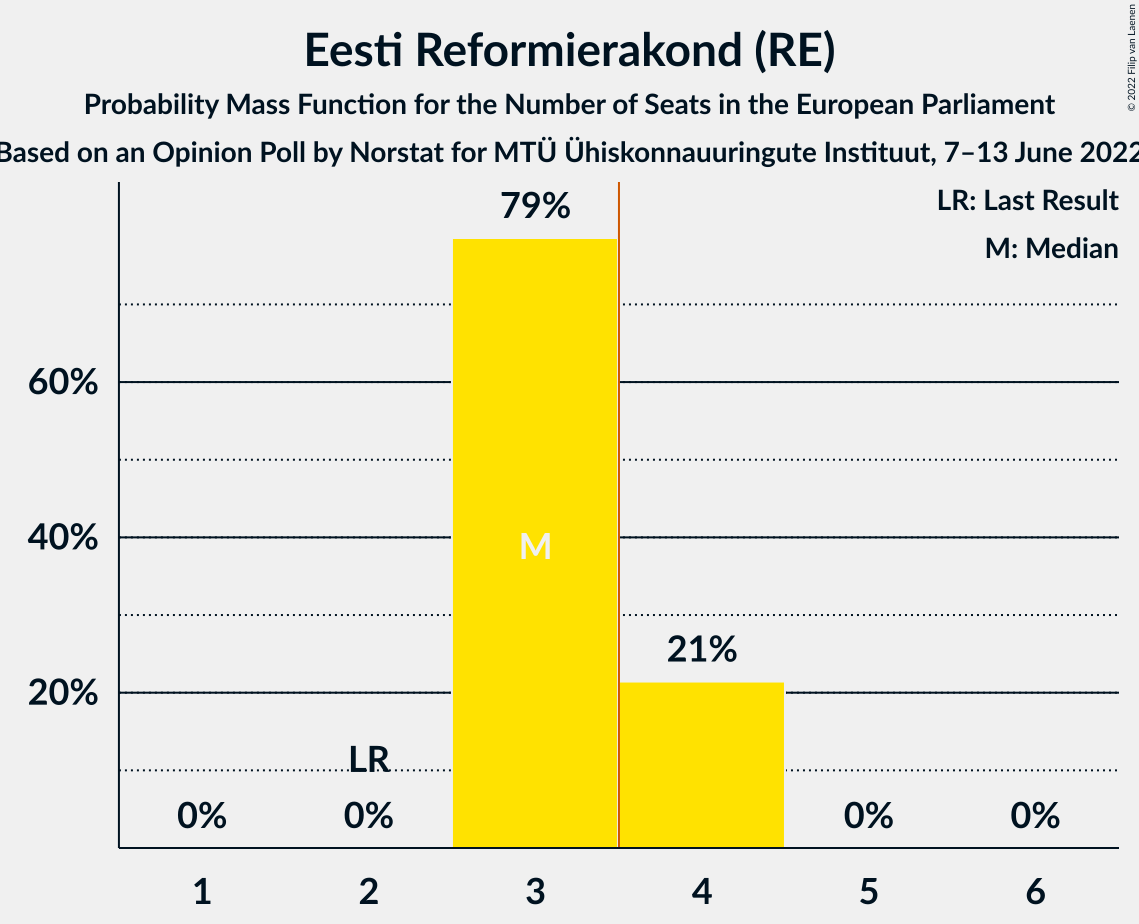 Eesti Reformierakond (RE)
Probability Mass Function for the Number of Seats in the European Parliament
Based on an Opinion Poll by Norstat for MTÜ Ühiskonnauuringute Instituut, 7–13 June 2022
© 2022 Filip van Laenen
LR: Last Result
M: Median
79%
60%
40%
M
21%
20%
LR
0% 0% 0% 0%
1 2 3 4 5 6